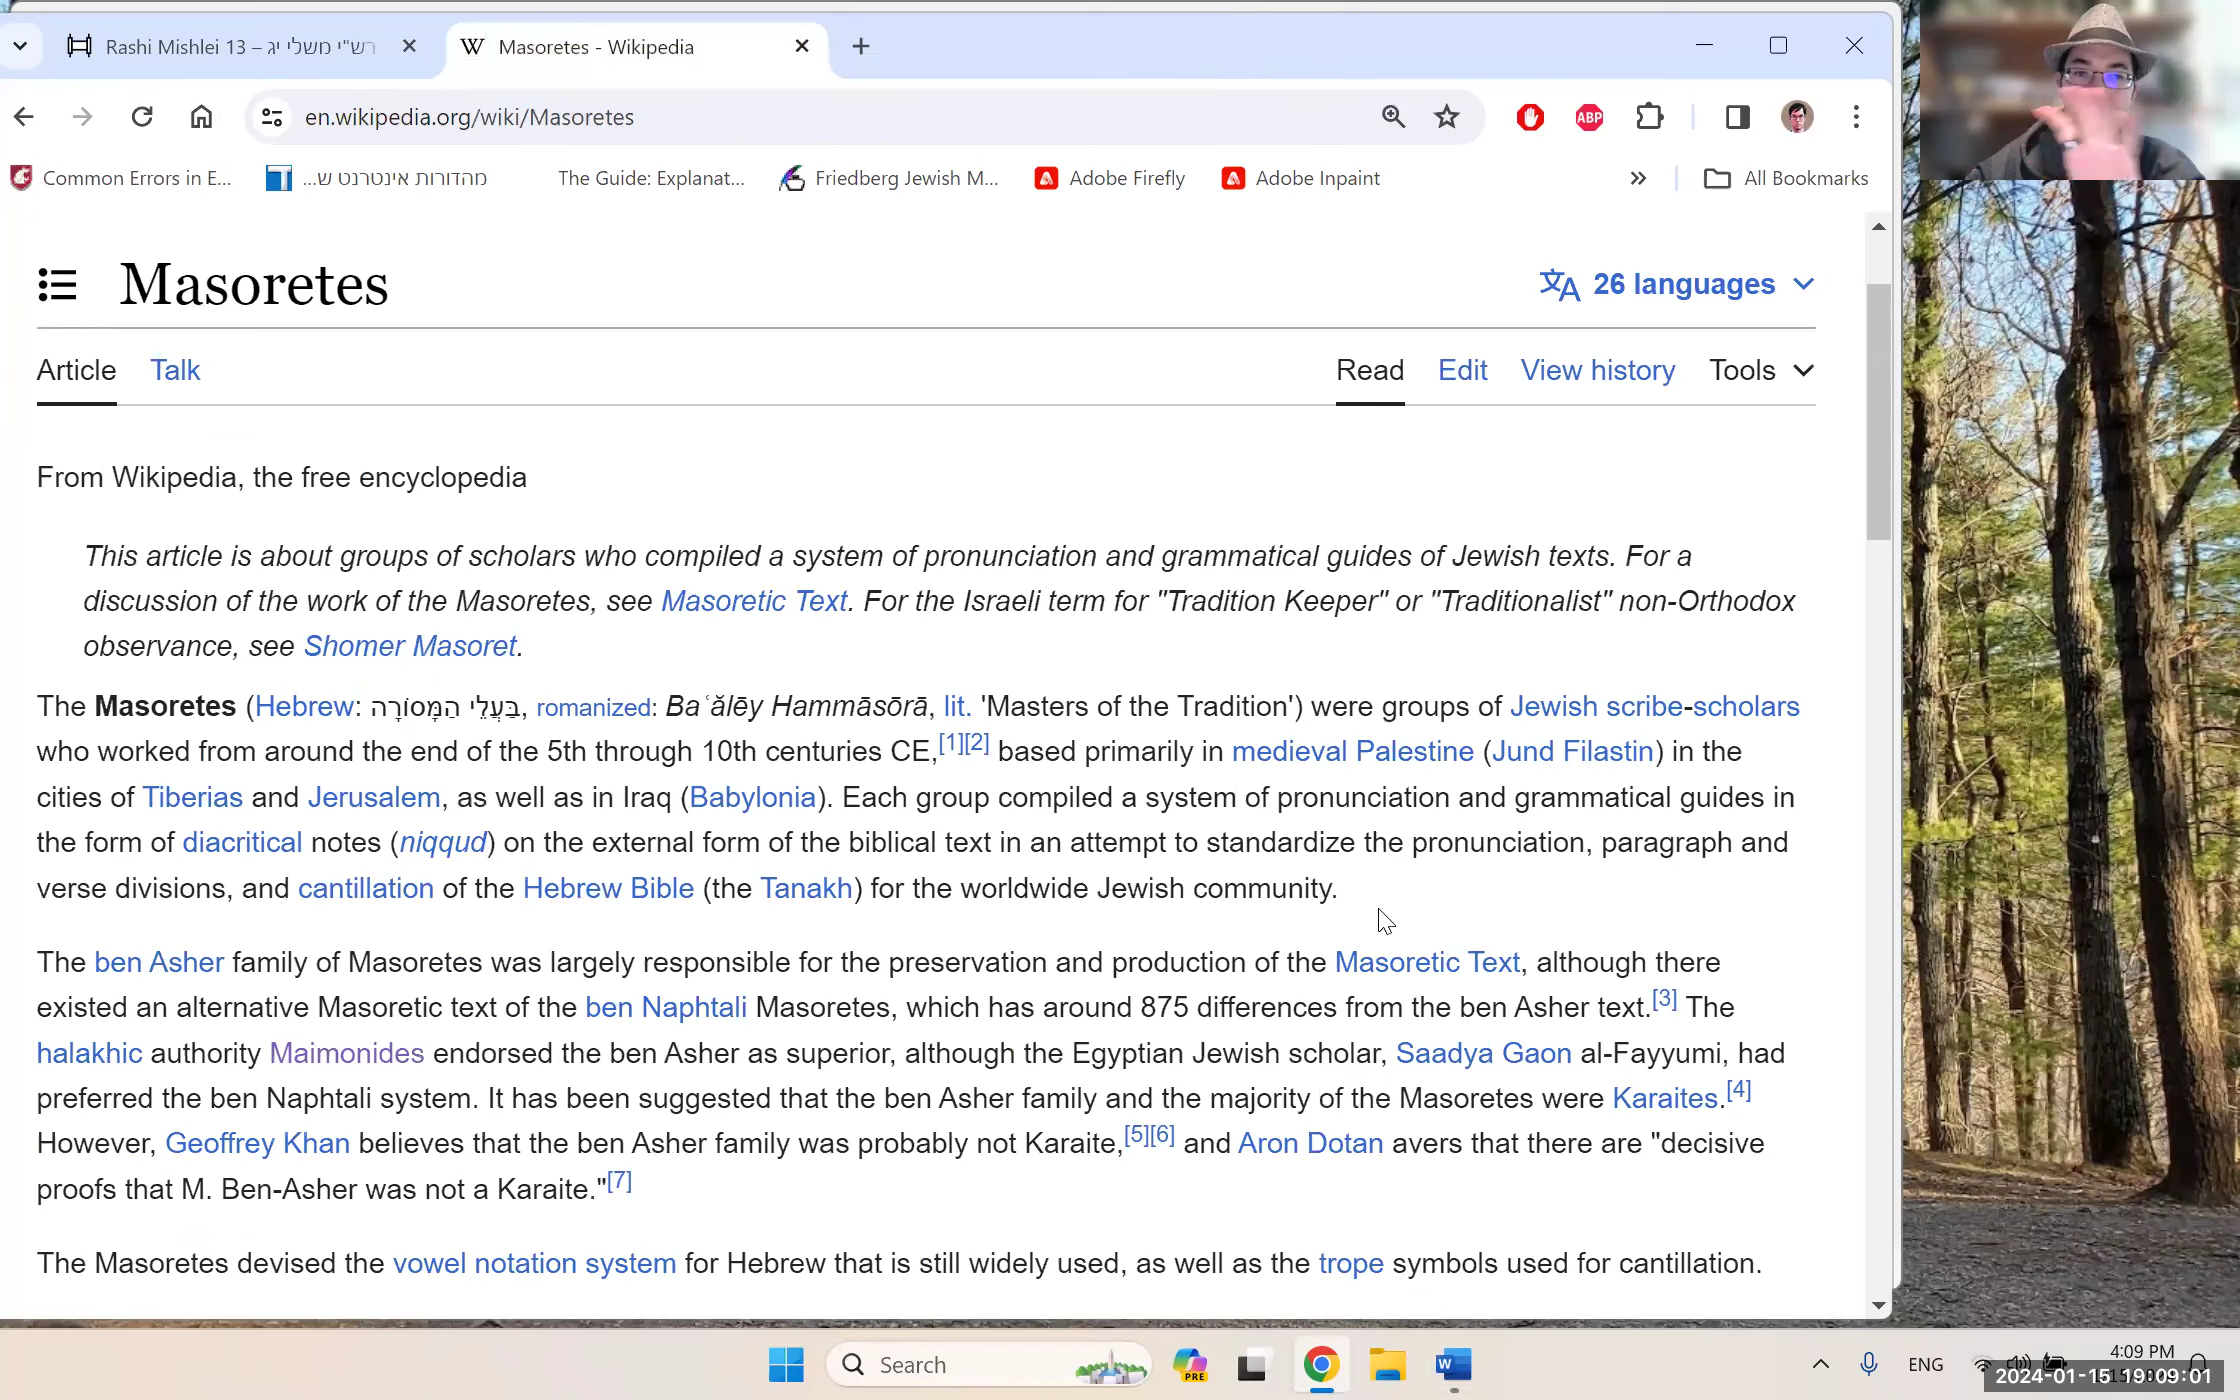 Rashi Mishlei 13 – רש"י משלי יג
Masoretes - Wikipedia
en.wikipedia.org/wiki/Masoretes
ABP
Common Errors in E...
מהדורות אינטרנט ש...
The Guide: Explanat...
Friedberg Jewish M...
Adobe Firefly
Adobe Inpaint
All Bookmarks
Masoretes
26 languages
Article Talk Read Edit View history Tools
From Wikipedia, the free encyclopedia
This article is about groups of scholars who compiled a system of pronunciation and grammatical guides of Jewish texts. For a
discussion of the work of the Masoretes, see Masoretic Text. For the Israeli term for "Tradition Keeper" or "Traditionalist" non-Orthodox
observance, see Shomer Masoret.
The Masoretes (Hebrew: בַּעֲלֵי הַמָּסוֹרָה, romanized: Baʿălēy Hammāsōrā, lit. 'Masters of the Tradition') were groups of Jewish scribe-scholars
who worked from around the end of the 5th through 10th centuries CE,[1][2] based primarily in medieval Palestine (Jund Filastin) in the
cities of Tiberias and Jerusalem, as well as in Iraq (Babylonia). Each group compiled a system of pronunciation and grammatical guides in
the form of diacritical notes (niqqud) on the external form of the biblical text in an attempt to standardize the pronunciation, paragraph and
verse divisions, and cantillation of the Hebrew Bible (the Tanakh) for the worldwide Jewish community.
The ben Asher family of Masoretes was largely responsible for the preservation and production of the Masoretic Text, although there
existed an alternative Masoretic text of the ben Naphtali Masoretes, which has around 875 differences from the ben Asher text.[3] The
halakhic authority Maimonides endorsed the ben Asher as superior, although the Egyptian Jewish scholar, Saadya Gaon al-Fayyumi, had
preferred the ben Naphtali system. It has been suggested that the ben Asher family and the majority of the Masoretes were Karaites.[4]
However, Geoffrey Khan believes that the ben Asher family was probably not Karaite,[5][6] and Aron Dotan avers that there are "decisive
proofs that M. Ben-Asher was not a Karaite."[7]
The Masoretes devised the vowel notation system for Hebrew that is still widely used, as well as the trope symbols used for cantillation.
Search
PRE
W
ENG
4:09 PM
2024-01-15 19:09:01